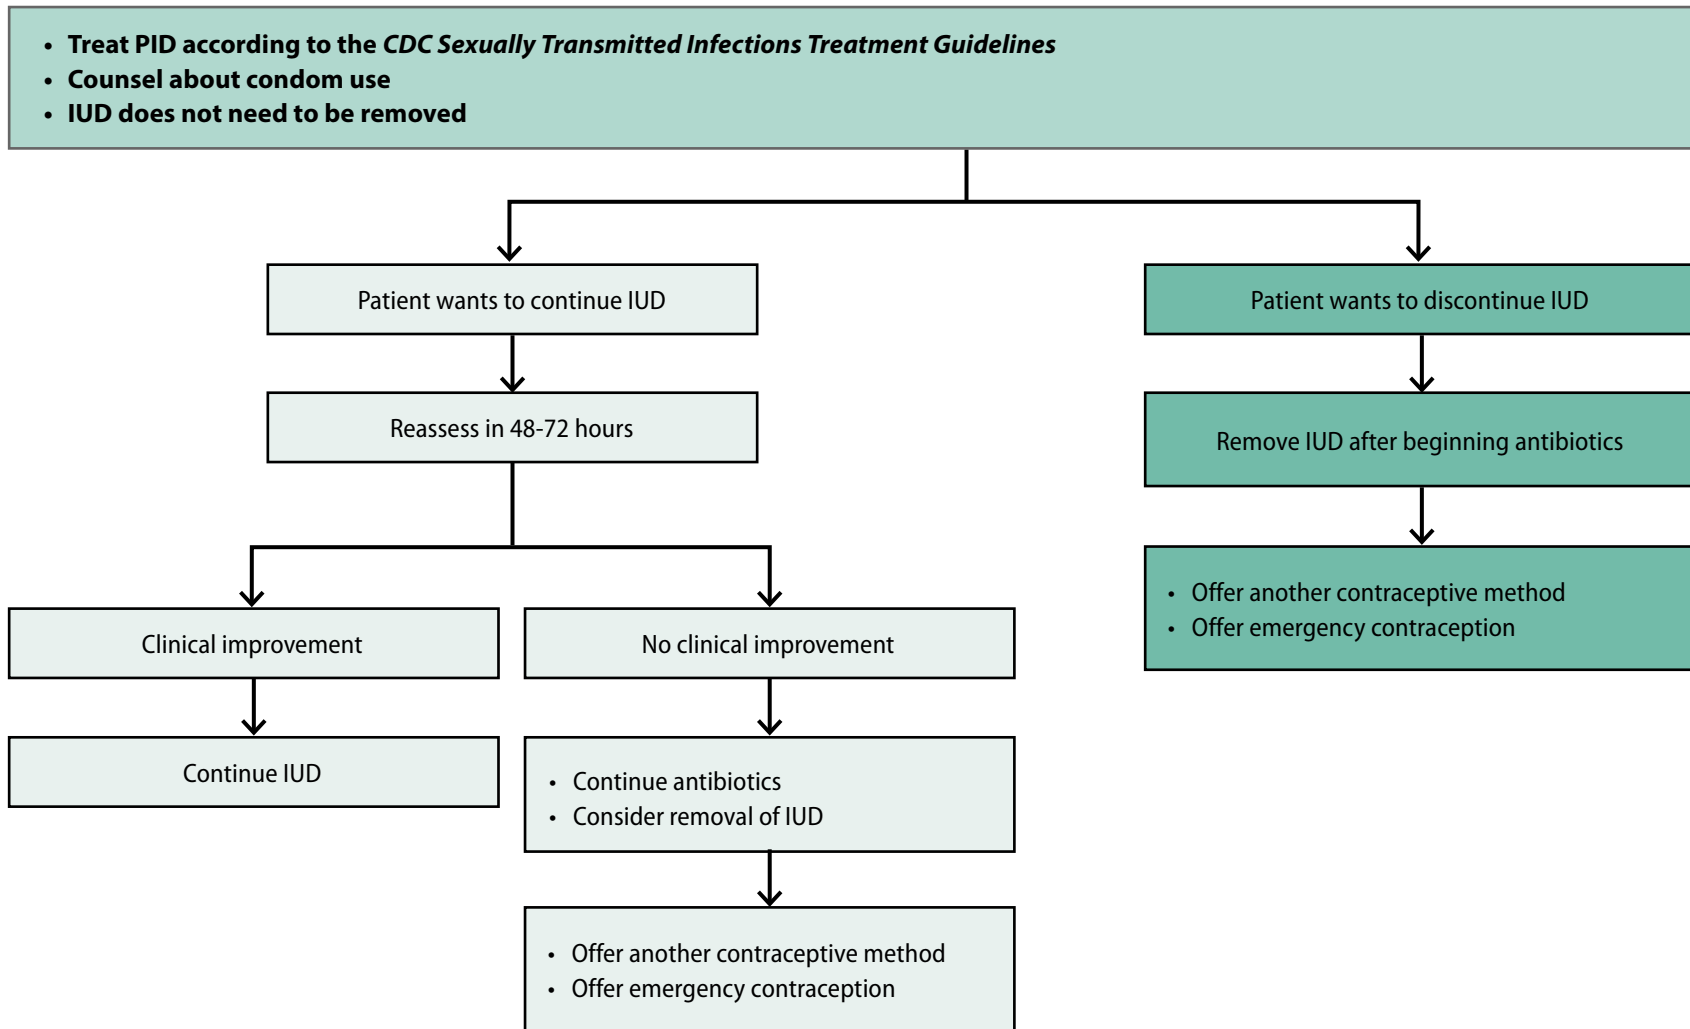 • Treat PID according to the CDC Sexually Transmitted Infections Treatment Guidelines
• Counsel about condom use
• IUD does not need to be removed
Patient wants to continue IUD
Patient wants to discontinue IUD
Reassess in 48-72 hours
Remove IUD after beginning antibiotics
• Offer another contraceptive method
• Offer emergency contraception
Clinical improvement
No clinical improvement
Continue IUD
• Continue antibiotics
• Consider removal of IUD
• Offer another contraceptive method
• Offer emergency contraception